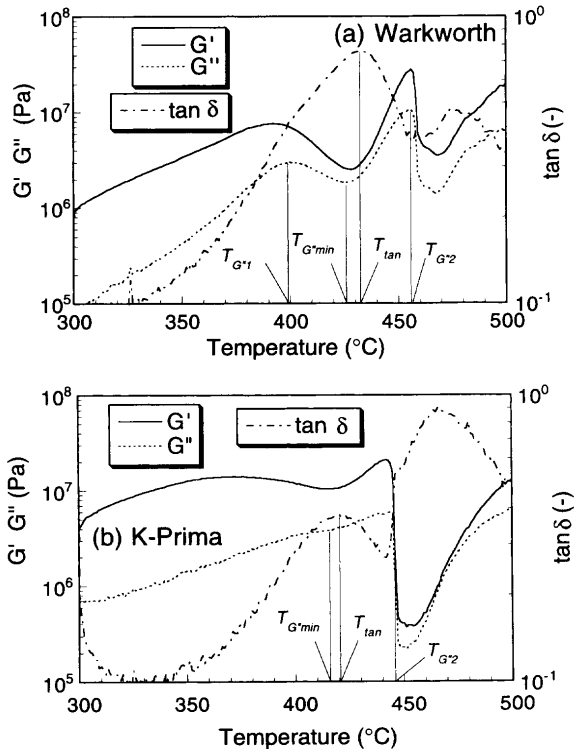 10^8
10^0
(a) Warkworth
G'
G''
tan δ
10^7
G' G'' (Pa)
tan δ (-)
10^6
T_G''1
T_G''min
T_tan
T_G''2
10^5
10^-1
300 350 400 450 500
Temperature (°C)
10^8
10^0
G'
G"
tan δ
10^7
G' G" (Pa)
tan δ (-)
(b) K-Prima
10^6
T_G"min
T_tan
T_G"2
10^5
10^-1
300 350 400 450 500
Temperature (°C)